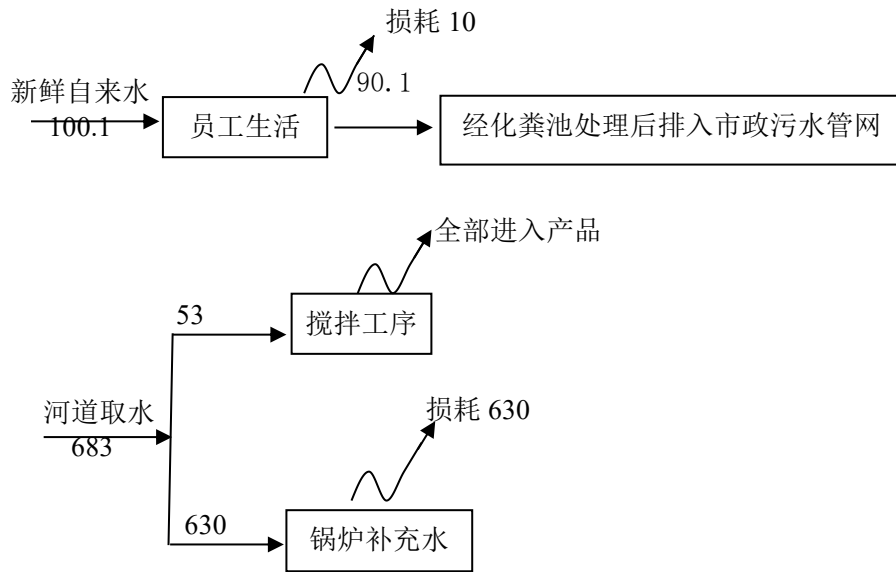 损耗 10
新鲜自来水
90.1
100.1
员工生活
经化粪池处理后排入市政污水管网
全部进入产品
53
搅拌工序
河道取水
683
损耗 630
630
锅炉补充水